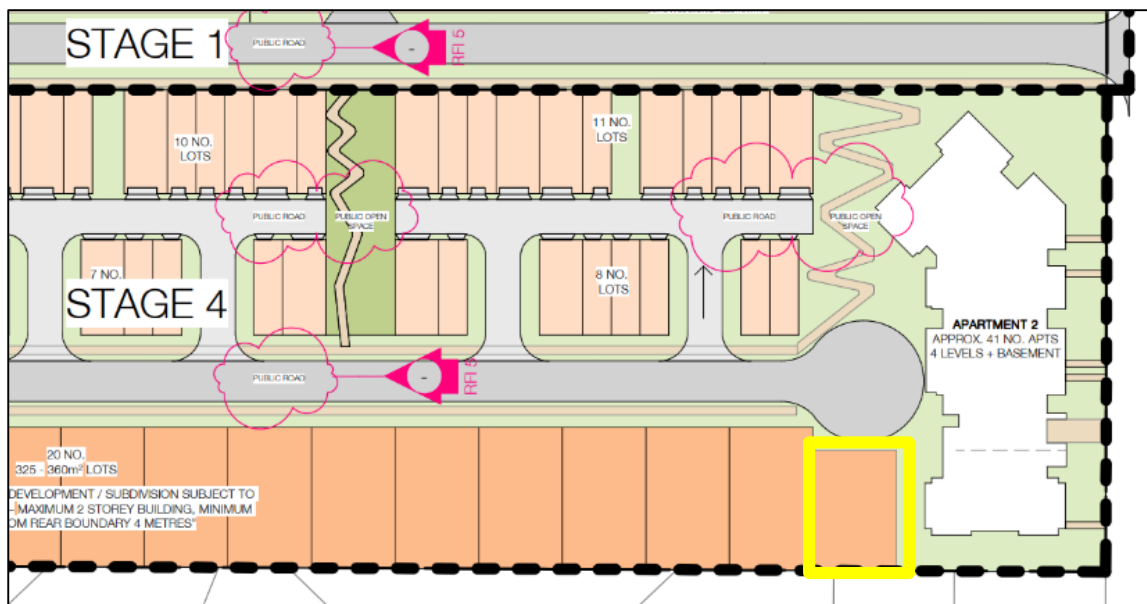 STAGE 1
PUBLIC ROAD
-
RFI 5
10 NO.
LOTS
11 NO.
LOTS
PUBLIC ROAD
PUBLIC OPEN
SPACE
PUBLIC ROAD
PUBLIC OPEN
SPACE
7 NO.
8 NO.
LOTS
STAGE 4
APARTMENT 2
APPROX. 41 NO. APTS
4 LEVELS + BASEMENT
PUBLIC ROAD
-
RFI 5
20 NO.
325 - 360m² LOTS
DEVELOPMENT / SUBDIVISION SUBJECT TO
- MAXIMUM 2 STOREY BUILDING, MINIMUM
OM REAR BOUNDARY 4 METRES"